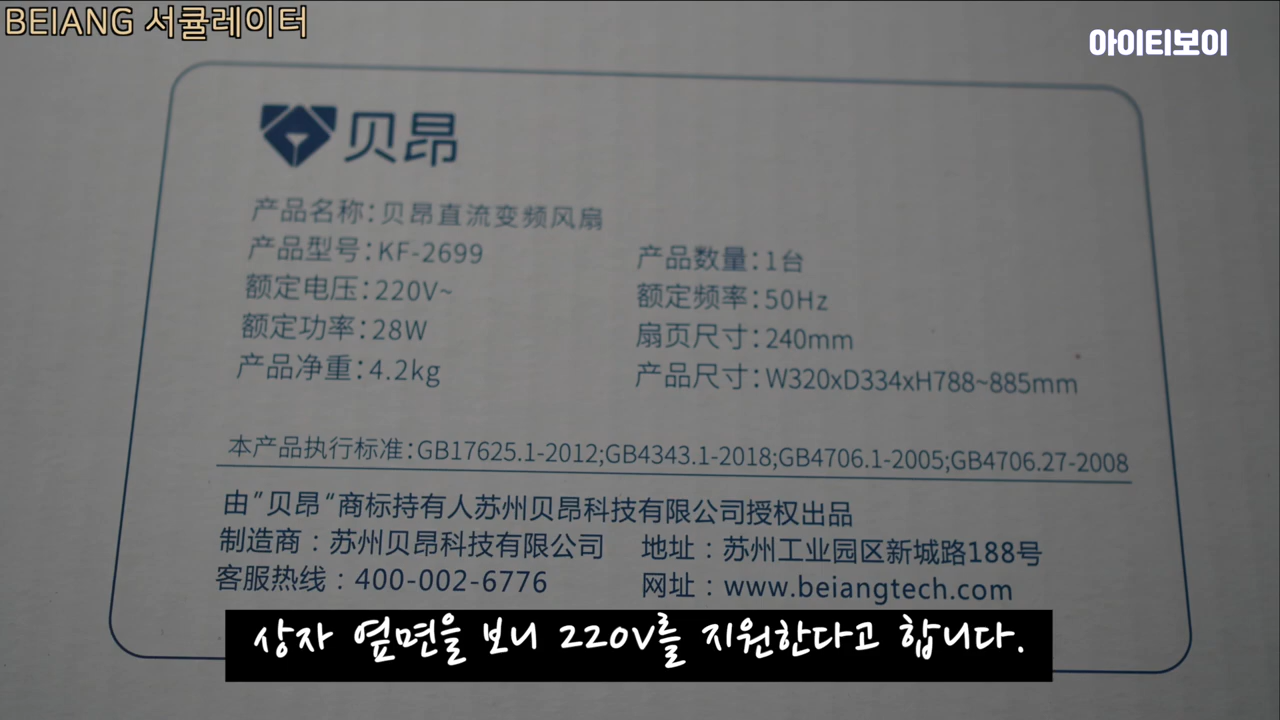 BEIANG 서큘레이터
아이티보이
贝昂
产品名称：贝昂直流变频风扇
产品型号：KF-2699
产品数量：1台
额定电压：220V~
额定频率：50Hz
额定功率：28W
扇页尺寸：240mm
产品净重：4.2kg
产品尺寸：W320xD334xH788~885mm
本产品执行标准：GB17625.1-2012;GB4343.1-2018;GB4706.1-2005;GB4706.27-2008
由”贝昂“商标持有人苏州贝昂科技有限公司授权出品
制造商：苏州贝昂科技有限公司
地址：苏州工业园区新城路188号
客服热线：400-002-6776
网址：www.beiangtech.com
상자 옆면을 보니 220V를 지원한다고 합니다.